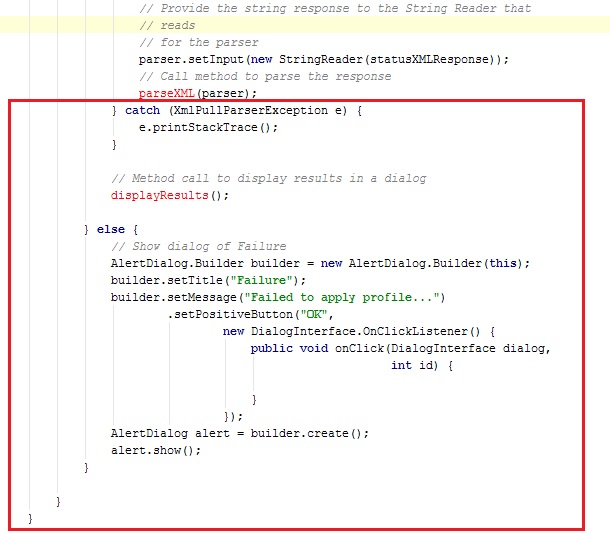 // Provide the string response to the String Reader that
// reads
// for the parser
parser.setInput(new StringReader(statusXMLResponse));
// Call method to parse the response
parseXML(parser);
} catch (XmlPullParserException e) {
e.printStackTrace();
}
// Method call to display results in a dialog
displayResults();
} else {
// Show dialog of Failure
AlertDialog.Builder builder = new AlertDialog.Builder(this);
builder.setTitle("Failure");
builder.setMessage("Failed to apply profile...")
.setPositiveButton("OK",
new DialogInterface.OnClickListener() {
public void onClick(DialogInterface dialog,
int id) {
}
});
AlertDialog alert = builder.create();
alert.show();
}
}
}